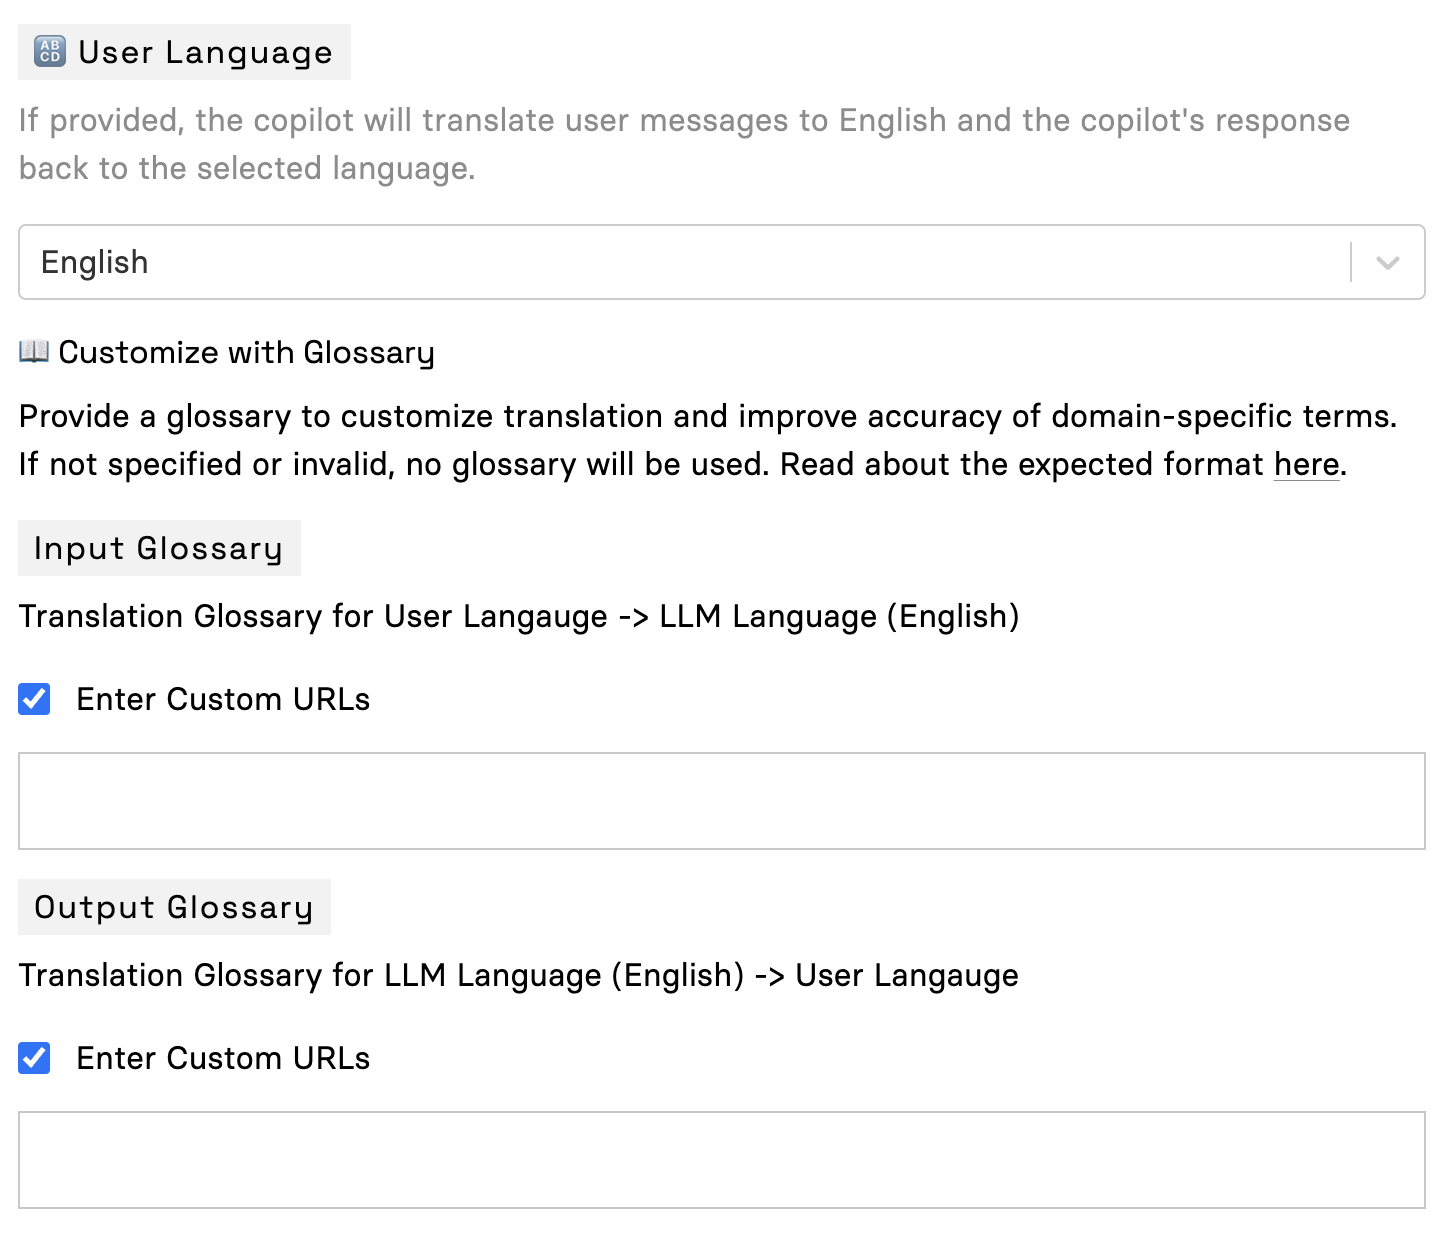 🔠 User Language
If provided, the copilot will translate user messages to English and the copilot's response
back to the selected language.
English
📖 Customize with Glossary
Provide a glossary to customize translation and improve accuracy of domain-specific terms.
If not specified or invalid, no glossary will be used. Read about the expected format here.
Input Glossary
Translation Glossary for User Langauge -> LLM Language (English)
Enter Custom URLs
Output Glossary
Translation Glossary for LLM Language (English) -> User Langauge
Enter Custom URLs